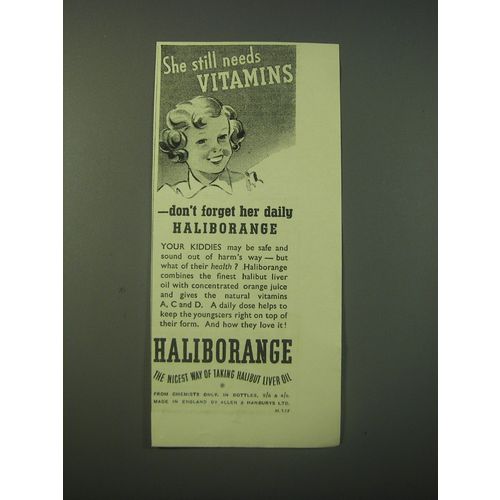 She still needs
VITAMINS
—don't forget her daily
HALIBORANGE
YOUR KIDDIES may be safe and
sound out of harm's way — but
what of their health? Haliborange
combines the finest halibut liver
oil with concentrated orange juice
and gives the natural vitamins
A, C and D. A daily dose helps to
keep the youngsters right on top of
their form. And how they love it!
HALIBORANGE
THE NICEST WAY OF TAKING HALIBUT LIVER OIL
FROM CHEMISTS ONLY, IN BOTTLES,
MADE IN ENGLAND BY ALLEN & HANBURYS LTD.